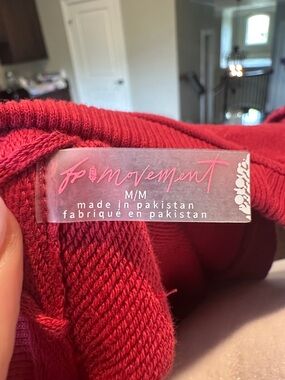 fp movement
M/M
made in pakistan
fabriqué en pakistan